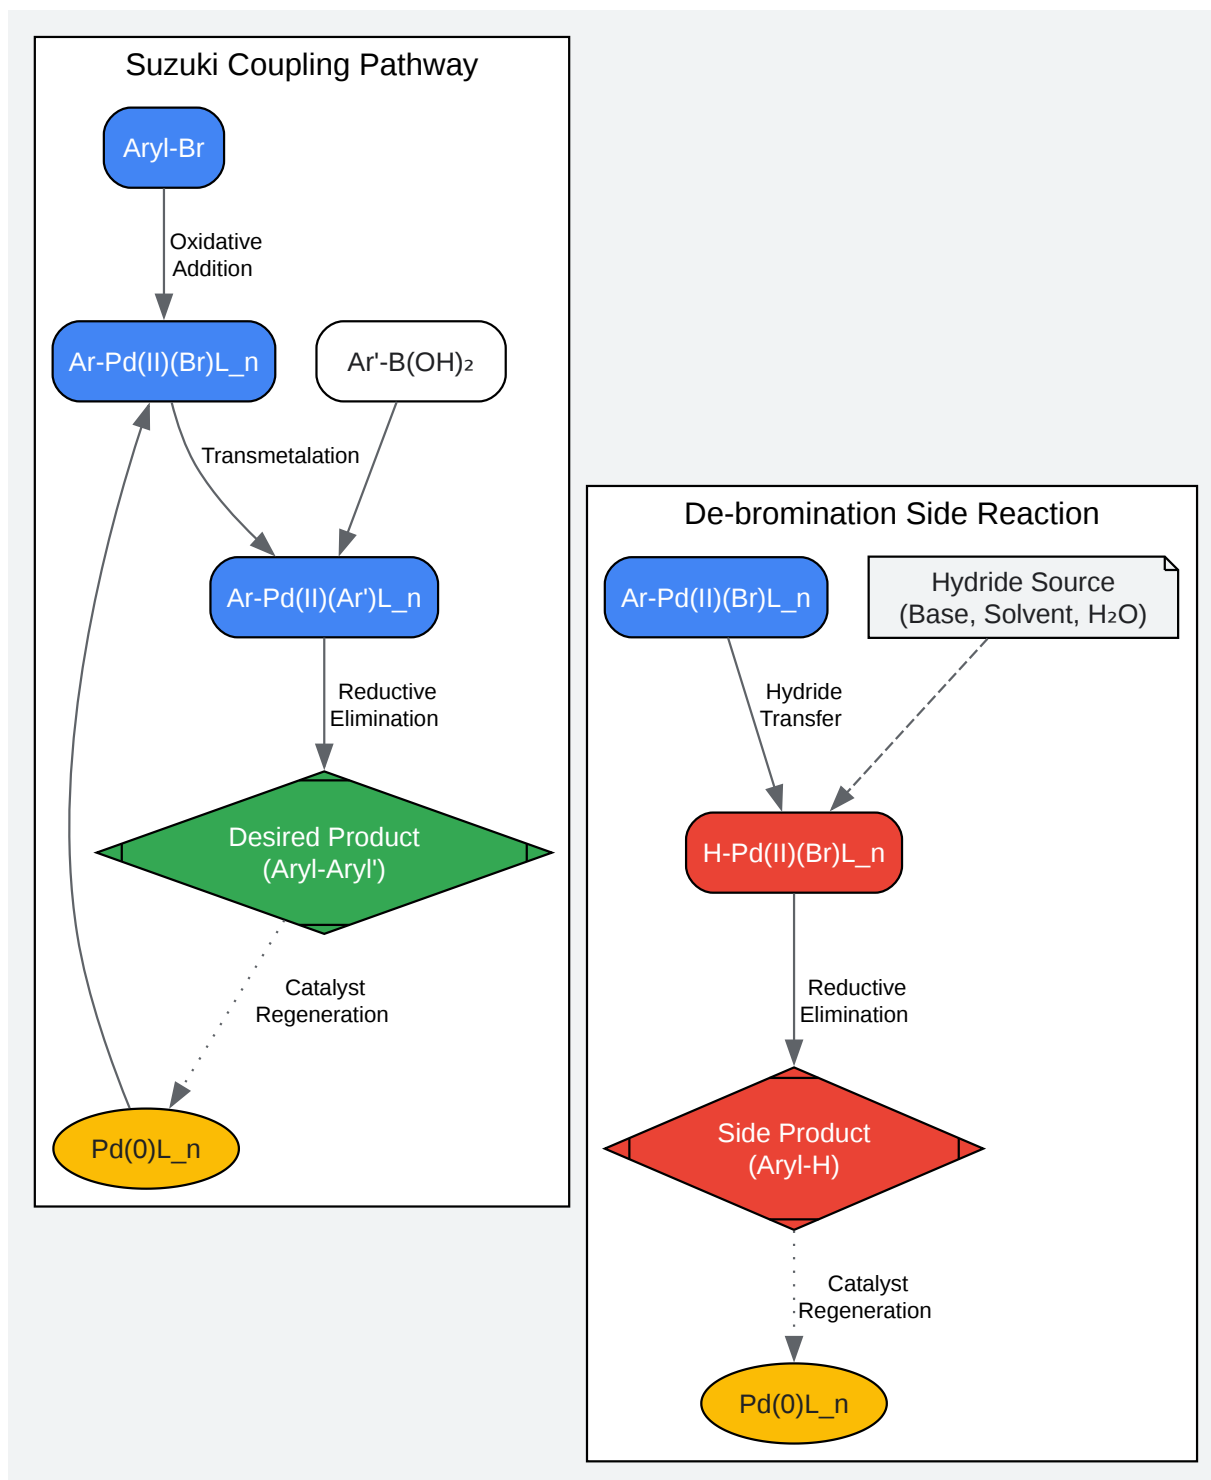 Suzuki Coupling Pathway
Aryl-Br
Oxidative
Addition
Ar-Pd(II)(Br)L_n
Ar'-B(OH)₂
Transmetalation
Ar-Pd(II)(Ar')L_n
Reductive
Elimination
Desired Product
(Aryl-Aryl')
Catalyst
Regeneration
Pd(0)L_n
De-bromination Side Reaction
Ar-Pd(II)(Br)L_n
Hydride Source
(Base, Solvent, H₂O)
Hydride
Transfer
H-Pd(II)(Br)L_n
Reductive
Elimination
Side Product
(Aryl-H)
Catalyst
Regeneration
Pd(0)L_n